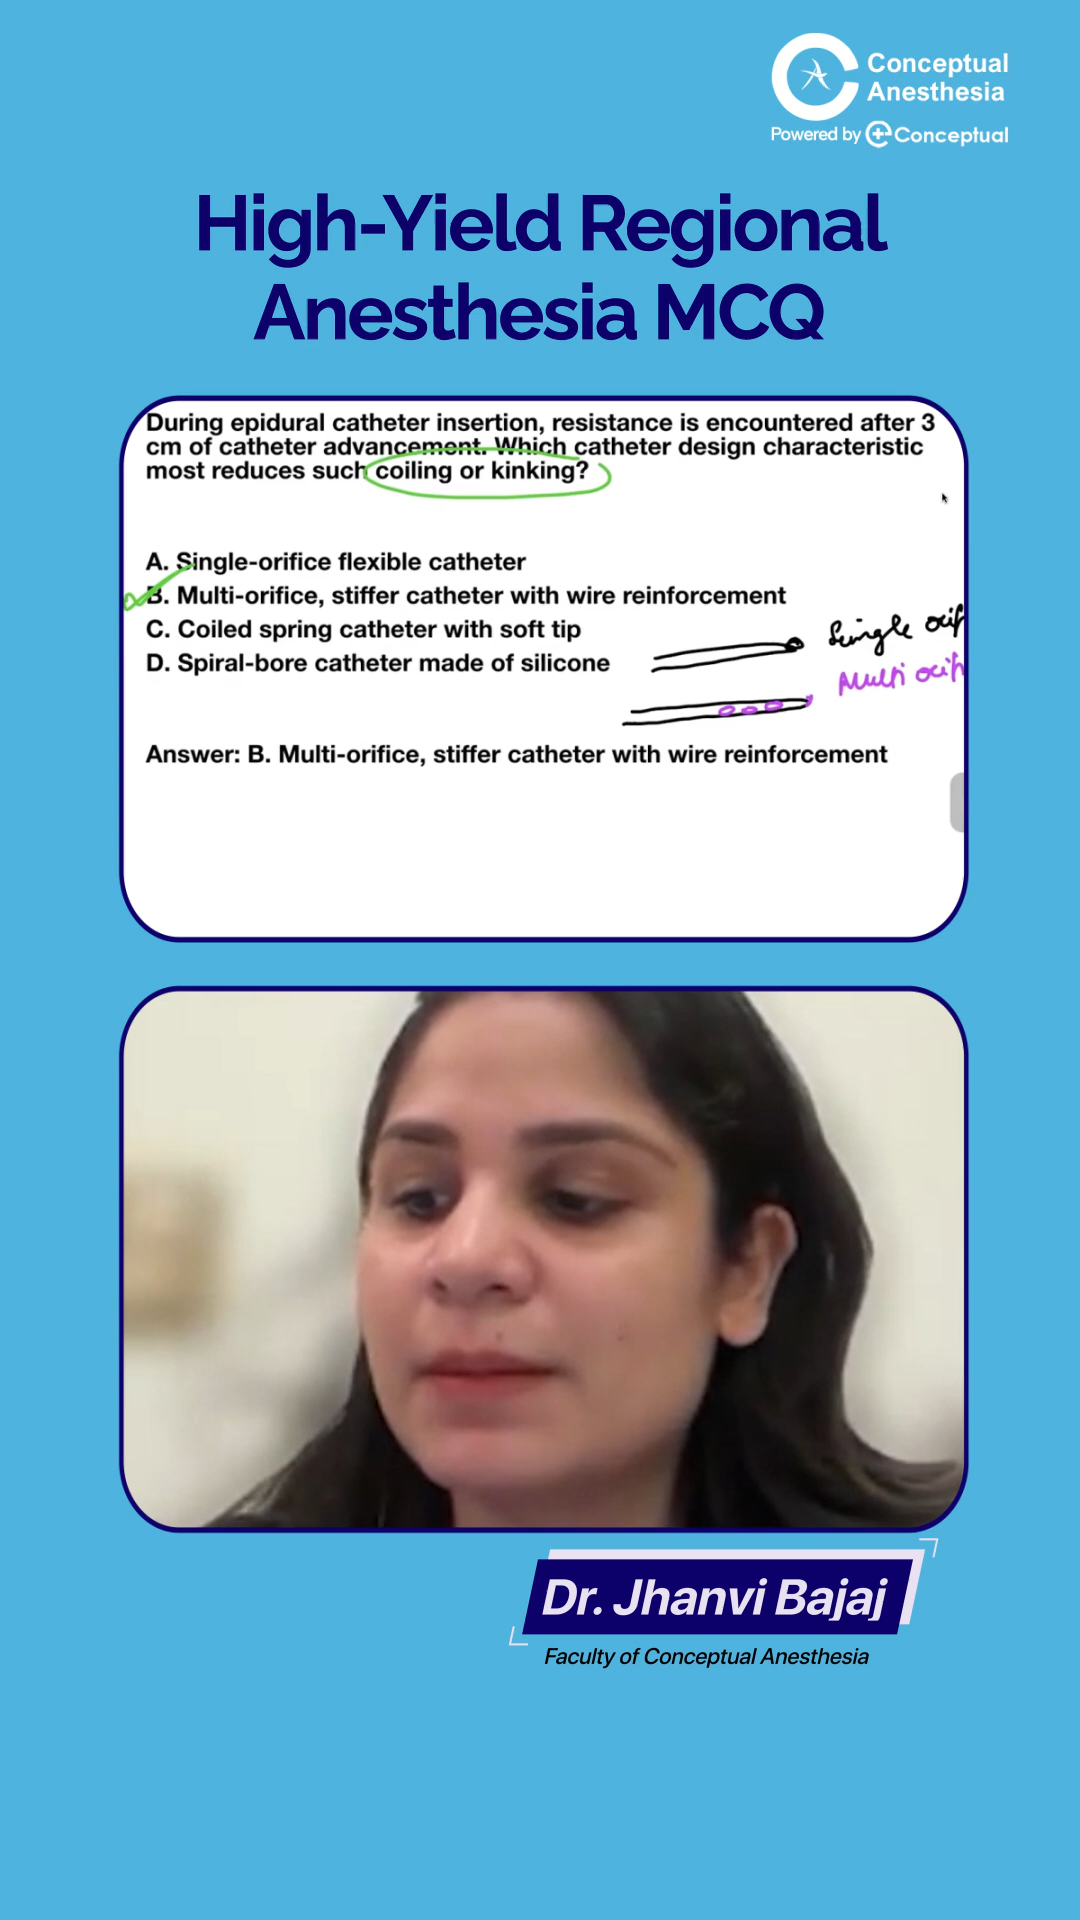 Conceptual
Anesthesia
Powered by Conceptual
High-Yield Regional
Anesthesia MCQ
During epidural catheter insertion, resistance is encountered after 3
cm of catheter advancement. Which catheter design characteristic
most reduces such coiling or kinking?
A. Single-orifice flexible catheter
B. Multi-orifice, stiffer catheter with wire reinforcement
C. Coiled spring catheter with soft tip
D. Spiral-bore catheter made of silicone
Single
Multi
Answer: B. Multi-orifice, stiffer catheter with wire reinforcement
Dr. Jhanvi Bajaj
Faculty of Conceptual Anesthesia